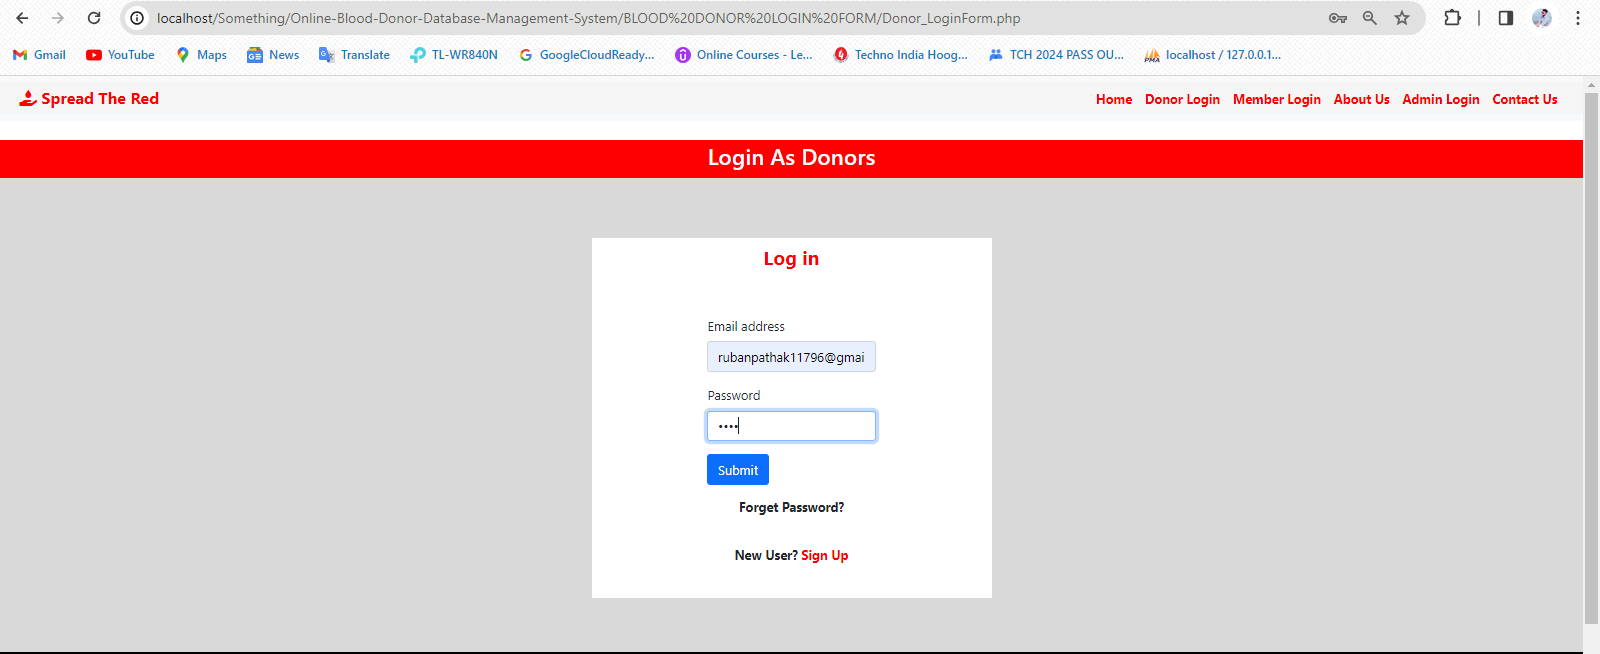 localhost/Something/Online-Blood-Donor-Database-Management-System/BLOOD%20DONOR%20LOGIN%20FORM/Donor_LoginForm.php
Gmail YouTube Maps News Translate TL-WR840N GoogleCloudReady... Online Courses - Le... Techno India Hoog... TCH 2024 PASS OU... PMA localhost / 127.0.0.1...
Spread The Red Home Donor Login Member Login About Us Admin Login Contact Us
Login As Donors
Log in
Email address
rubanpathak11796@gmai
Password
••••
Submit
Forget Password?
New User? Sign Up